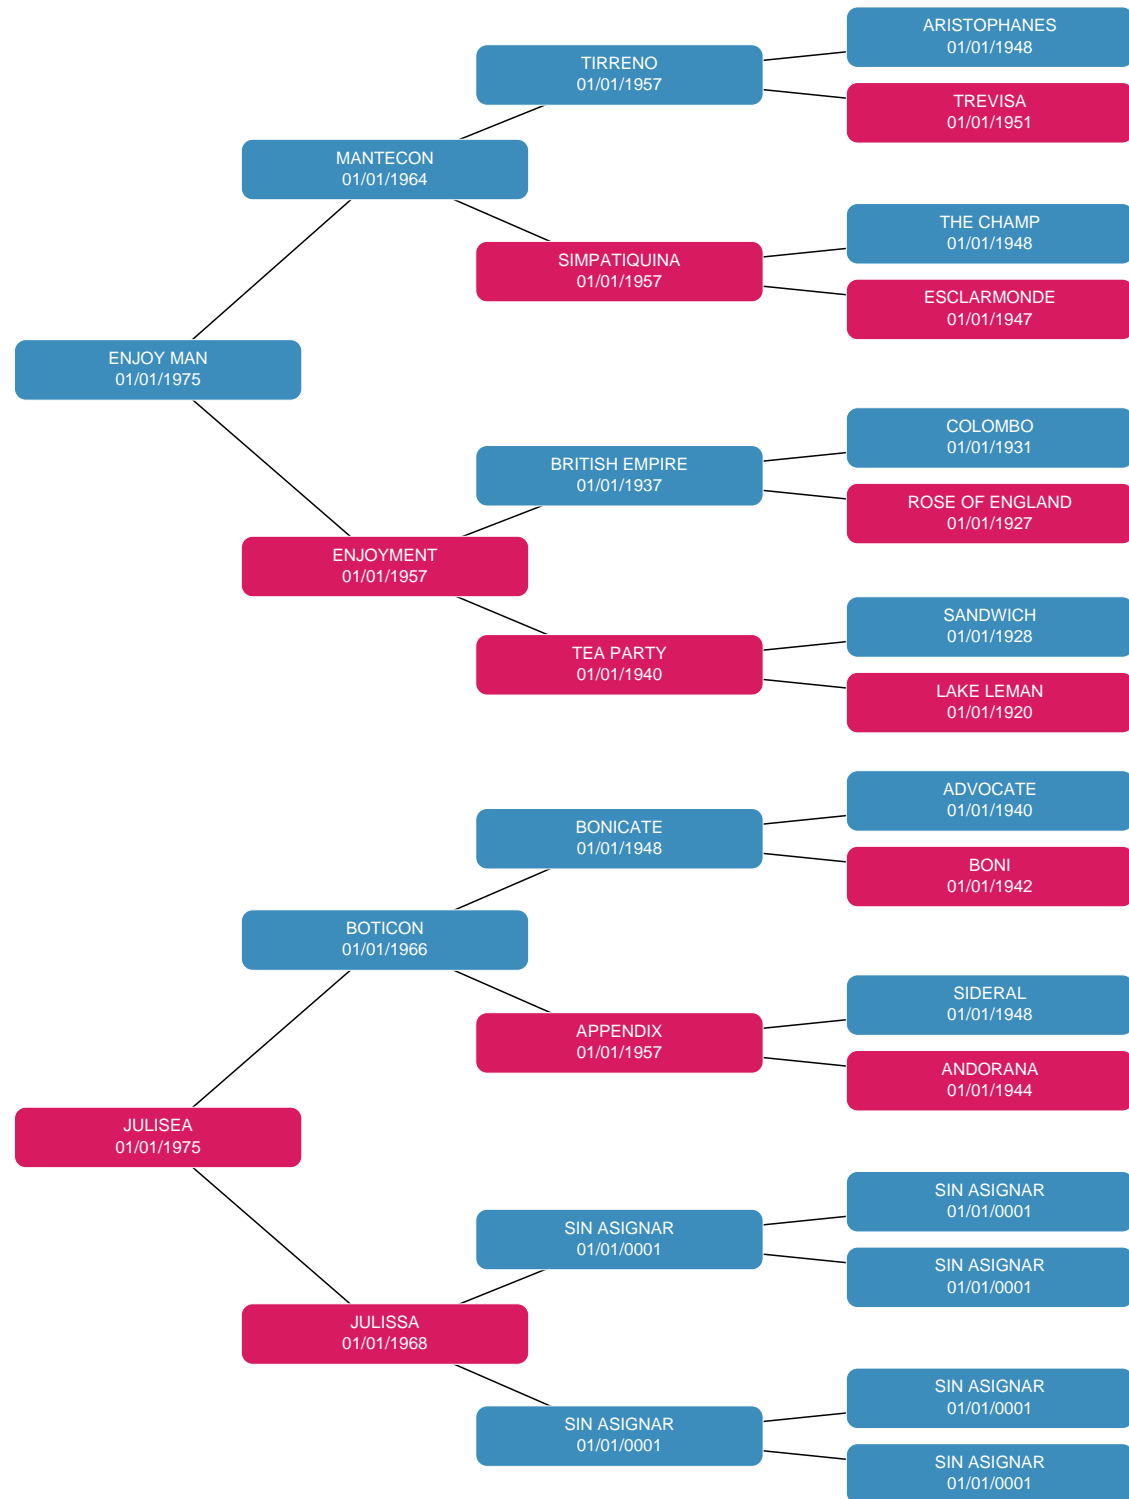 ARISTOPHANES
01/01/1948
TIRRENO
01/01/1957
TREVISA
01/01/1951
MANTECON
01/01/1964
THE CHAMP
01/01/1948
SIMPATIQUINA
01/01/1957
ESCLARMONDE
01/01/1947
ENJOY MAN
01/01/1975
COLOMBO
01/01/1931
BRITISH EMPIRE
01/01/1937
ROSE OF ENGLAND
01/01/1927
ENJOYMENT
01/01/1957
SANDWICH
01/01/1928
TEA PARTY
01/01/1940
LAKE LEMAN
01/01/1920
ADVOCATE
01/01/1940
BONICATE
01/01/1948
BONI
01/01/1942
BOTICON
01/01/1966
SIDERAL
01/01/1948
APPENDIX
01/01/1957
ANDORANA
01/01/1944
JULISEA
01/01/1975
SIN ASIGNAR
01/01/0001
SIN ASIGNAR
01/01/0001
SIN ASIGNAR
01/01/0001
JULISSA
01/01/1968
SIN ASIGNAR
01/01/0001
SIN ASIGNAR
01/01/0001
SIN ASIGNAR
01/01/0001